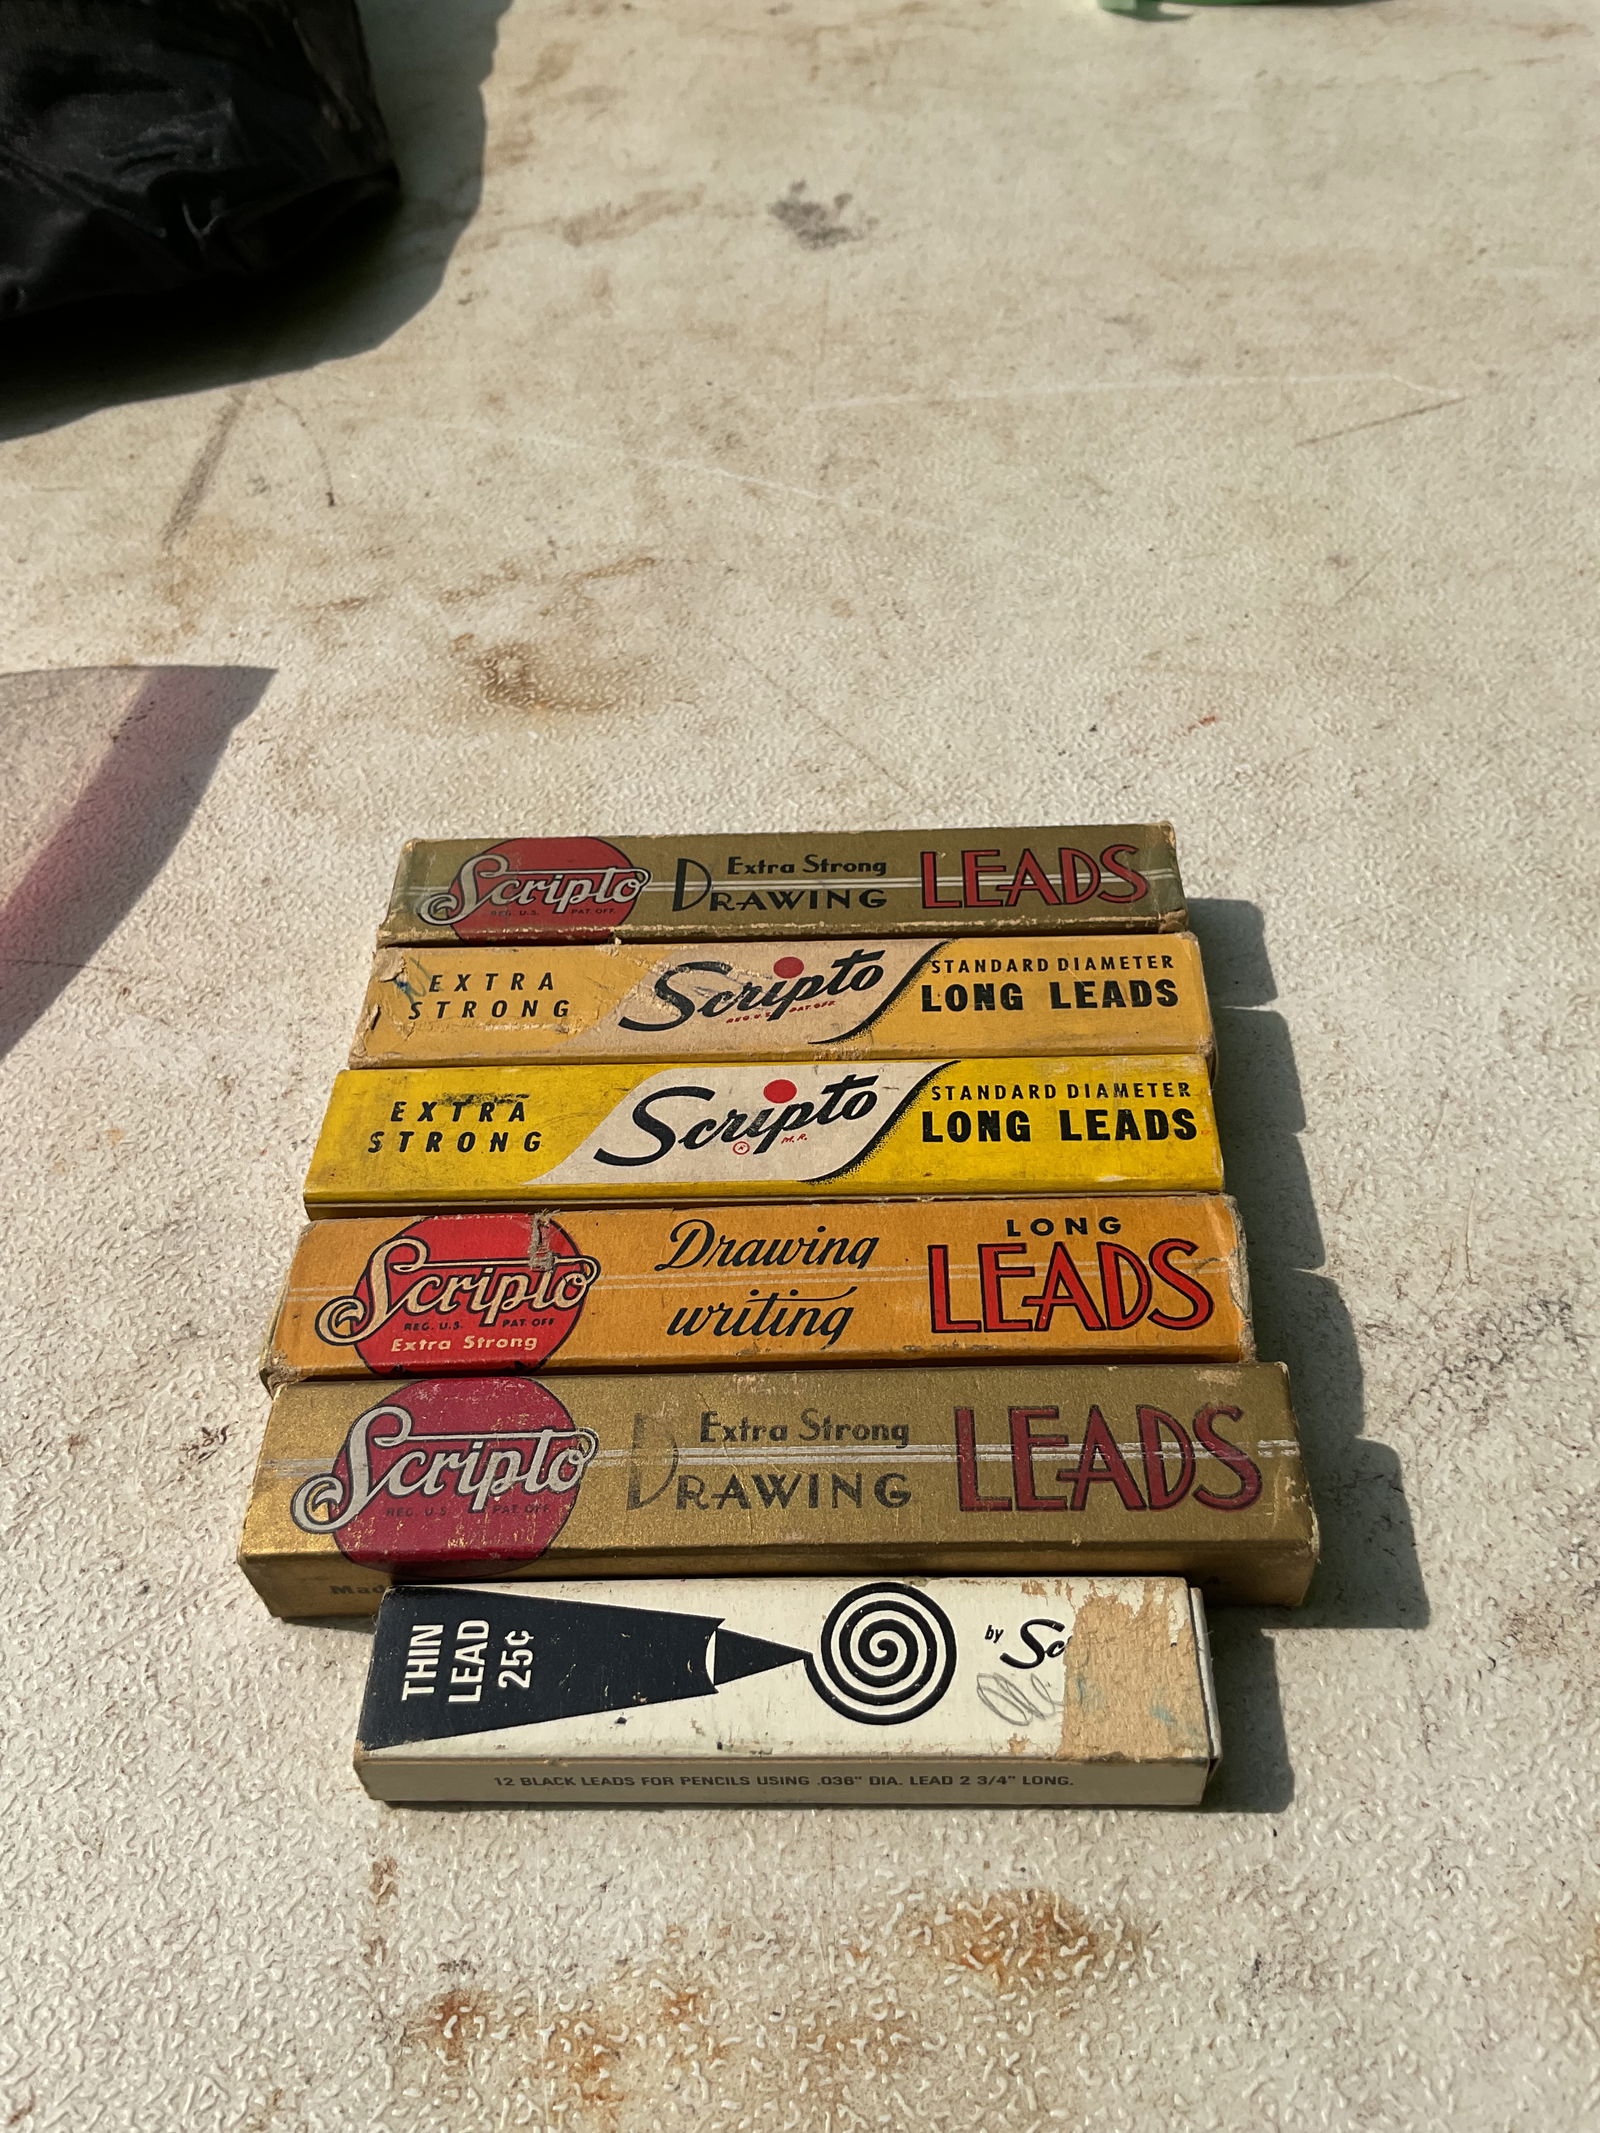 Scripto
REG. U.S. PAT. OFF.
Extra Strong
DRAWING
LEADS
EXTRA
STRONG
Scripto
REG. U.S. PAT. OFF.
STANDARD DIAMETER
LONG LEADS
EXTRA
STRONG
Scripto
M.R.
STANDARD DIAMETER
LONG LEADS
Scripto
REG. U.S. PAT. OFF
Extra Strong
Drawing
writing
LONG
LEADS
Scripto
REG. U.S. PAT. OFF
Extra Strong
DRAWING
LEADS
THIN
LEAD
25¢
by
12 BLACK LEADS FOR PENCILS USING .036" DIA. LEAD 2 3/4" LONG.